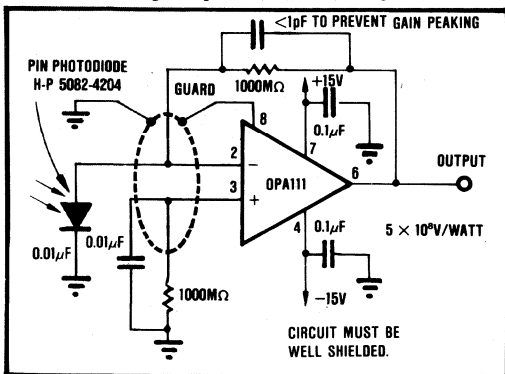 <1pF TO PREVENT GAIN PEAKING
PIN PHOTODIODE
H-P 5082-4204
GUARD
1000MΩ
+15V
8
0.1μF
7
2
−
OPA111
6
OUTPUT
3
+
4
0.1μF
5 × 10⁸V/WATT
0.01μF
0.01μF
1000MΩ
−15V
CIRCUIT MUST BE
WELL SHIELDED.